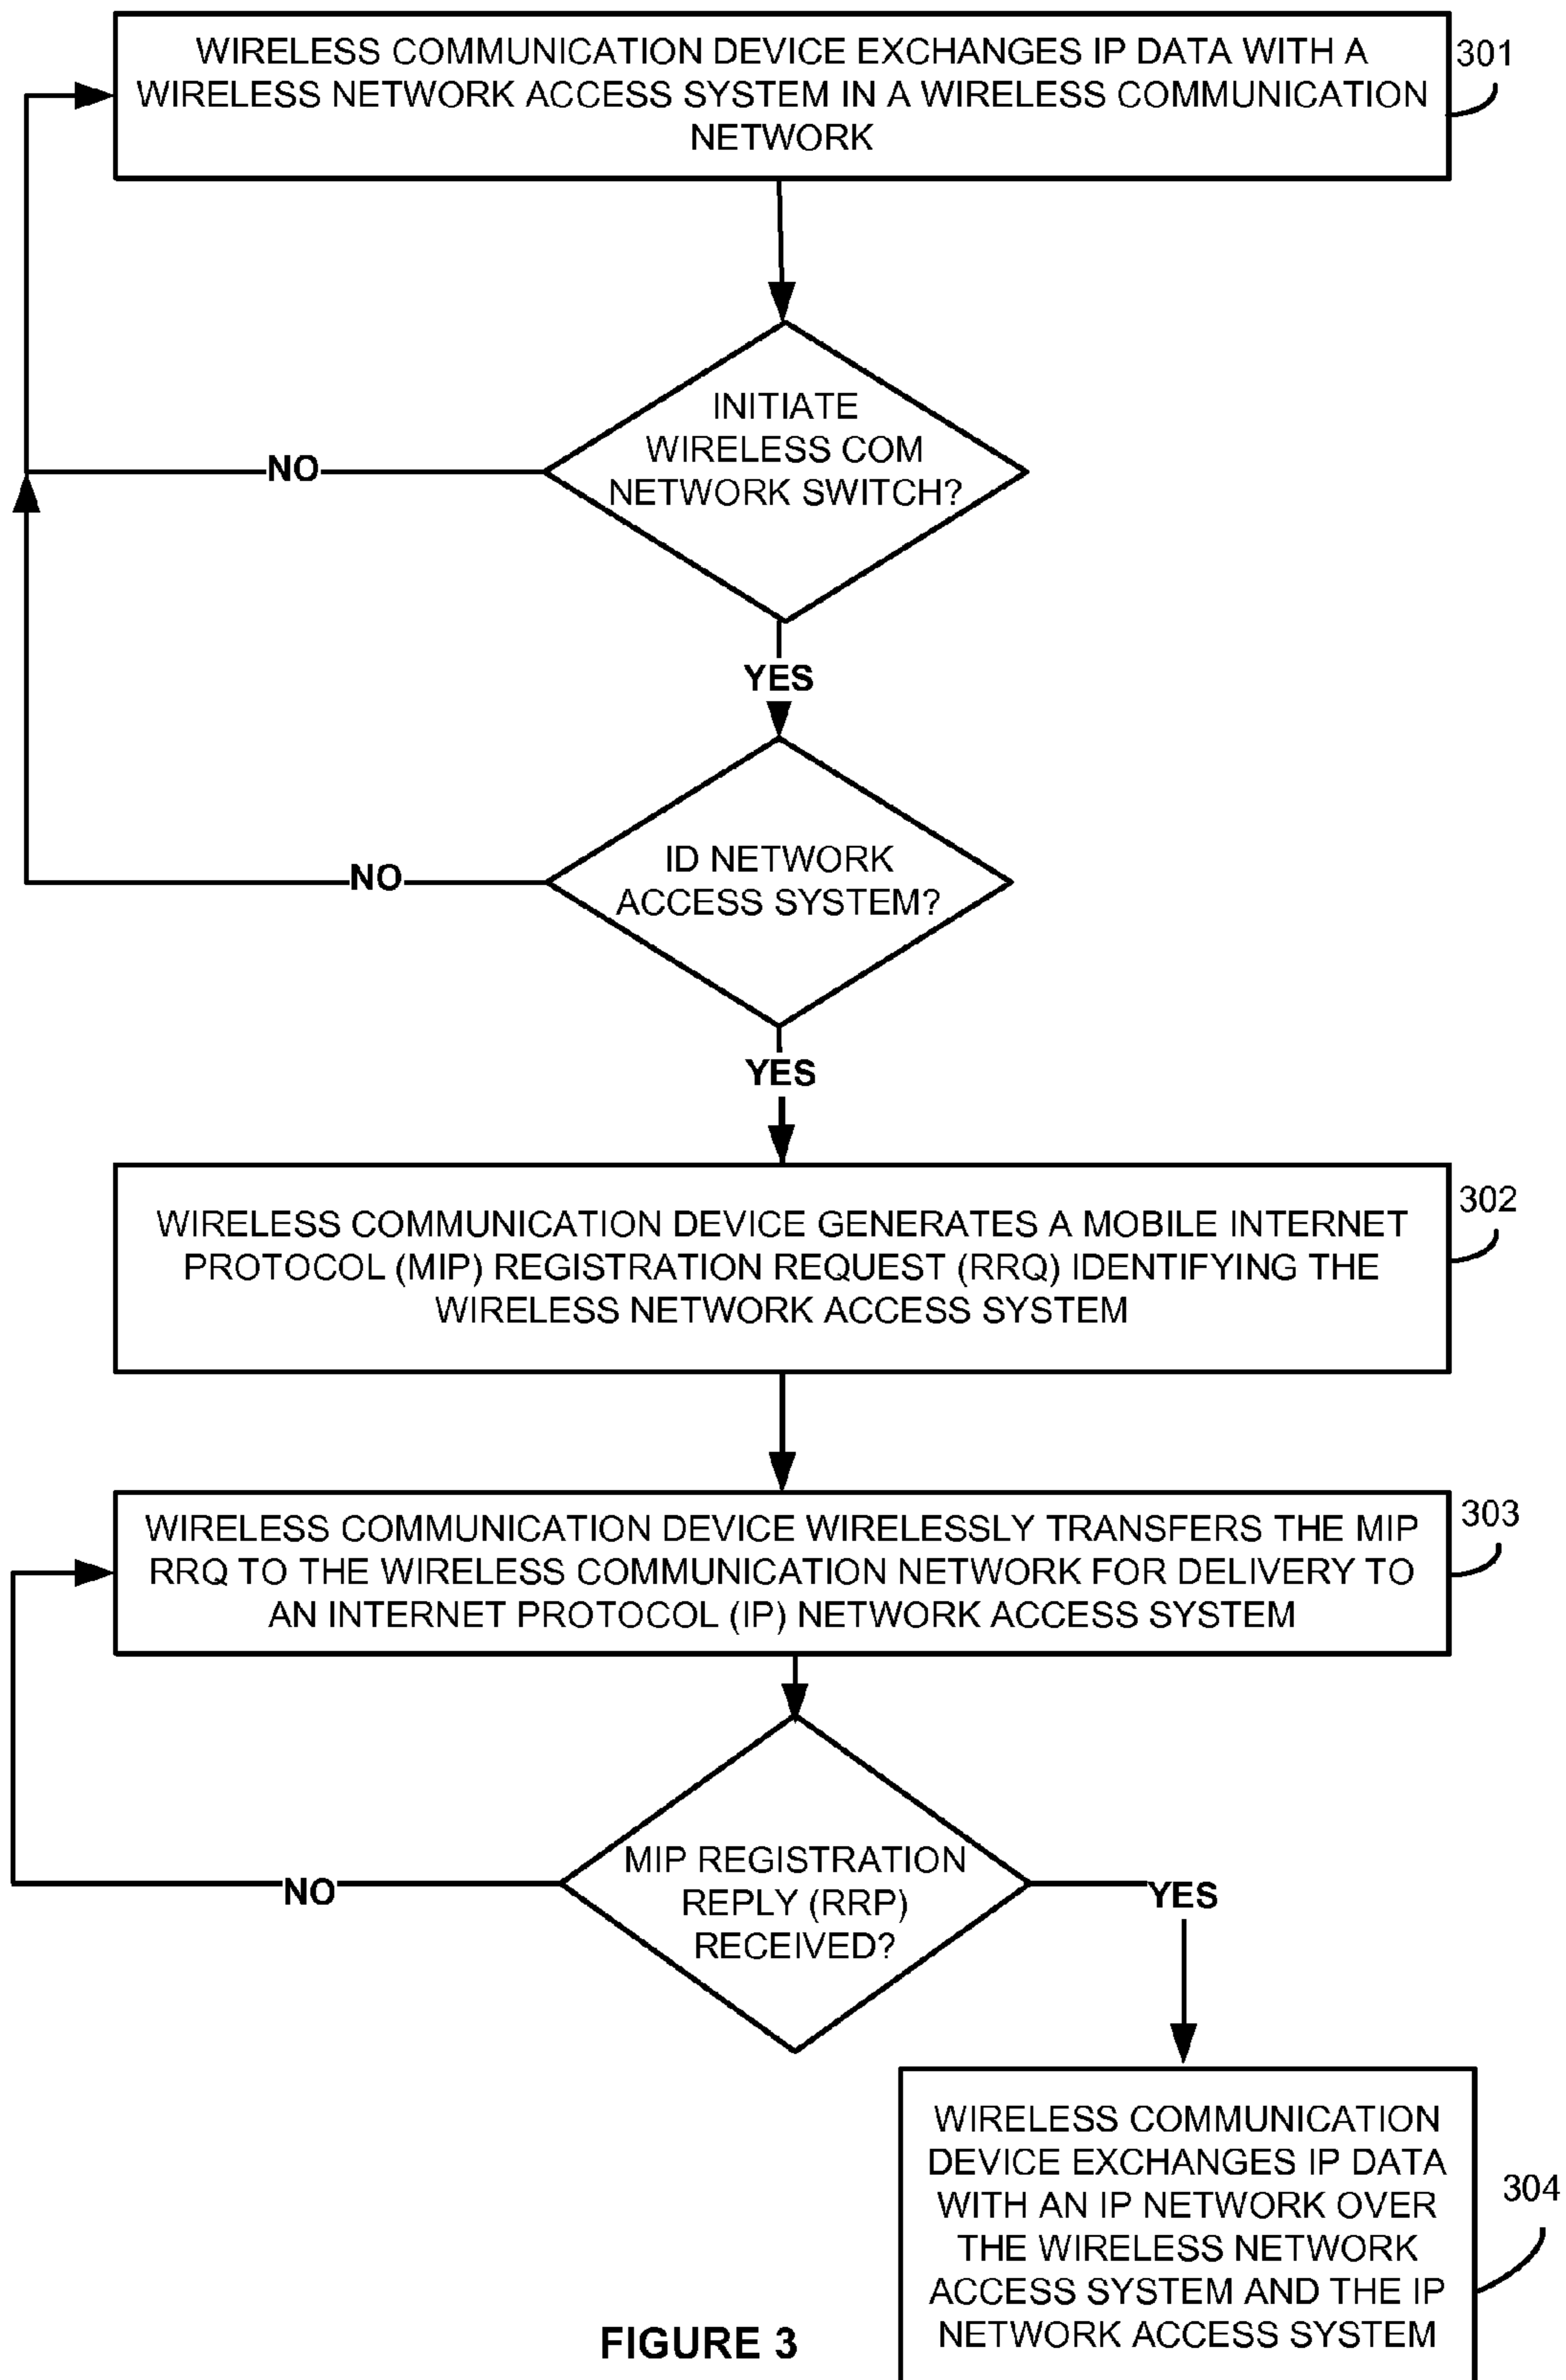 WIRELESS COMMUNICATION DEVICE EXCHANGES IP DATA WITH A
WIRELESS NETWORK ACCESS SYSTEM IN A WIRELESS COMMUNICATION
NETWORK
301
INITIATE
WIRELESS COM
NETWORK SWITCH?
NO
YES
ID NETWORK
ACCESS SYSTEM?
NO
YES
WIRELESS COMMUNICATION DEVICE GENERATES A MOBILE INTERNET
PROTOCOL (MIP) REGISTRATION REQUEST (RRQ) IDENTIFYING THE
WIRELESS NETWORK ACCESS SYSTEM
302
WIRELESS COMMUNICATION DEVICE WIRELESSLY TRANSFERS THE MIP
RRQ TO THE WIRELESS COMMUNICATION NETWORK FOR DELIVERY TO
AN INTERNET PROTOCOL (IP) NETWORK ACCESS SYSTEM
303
MIP REGISTRATION
REPLY (RRP)
RECEIVED?
NO
YES
WIRELESS COMMUNICATION
DEVICE EXCHANGES IP DATA
WITH AN IP NETWORK OVER
THE WIRELESS NETWORK
ACCESS SYSTEM AND THE IP
NETWORK ACCESS SYSTEM
304
FIGURE 3